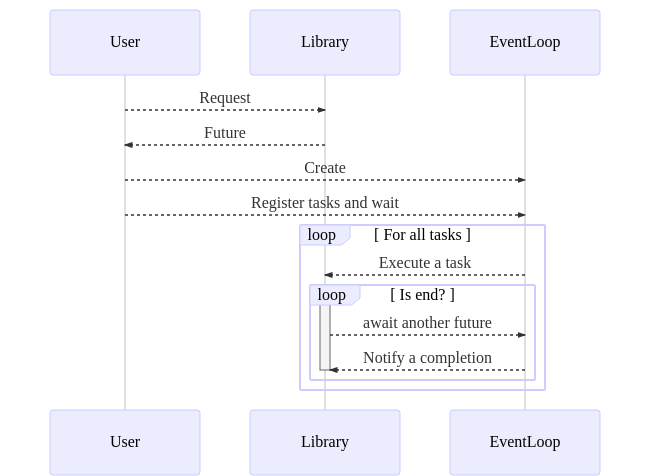 User Library EventLoop
Request
Future
Create
Register tasks and wait
loop [ For all tasks ]
Execute a task
loop [ Is end? ]
await another future
Notify a completion
User Library EventLoop